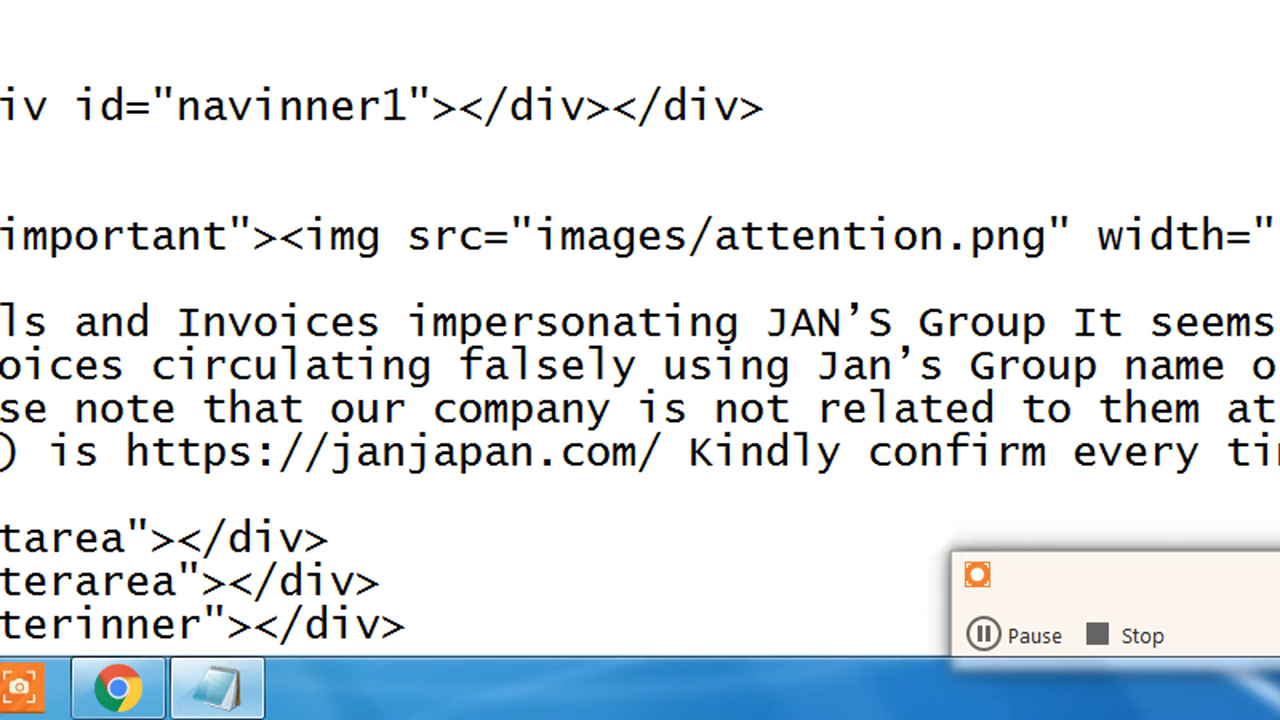 iv id="navinner1"></div></div>
important"><img src="images/attention.png" width="
ls and Invoices impersonating JAN’S Group It seems
oices circulating falsely using Jan’s Group name o
se note that our company is not related to them at
) is https://janjapan.com/ Kindly confirm every ti
tarea"></div>
terarea"></div>
terinner"></div>
Pause Stop